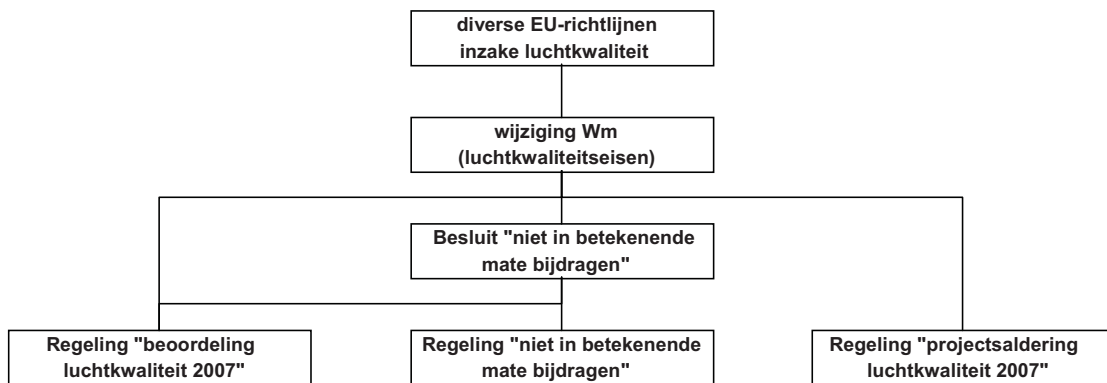 diverse EU-richtlijnen
inzake luchtkwaliteit
wijziging Wm
(luchtkwaliteitseisen)
Besluit "niet in betekenende
mate bijdragen"
Regeling "beoordeling
luchtkwaliteit 2007"
Regeling "niet in betekenende
mate bijdragen"
Regeling "projectsaldering
luchtkwaliteit 2007"